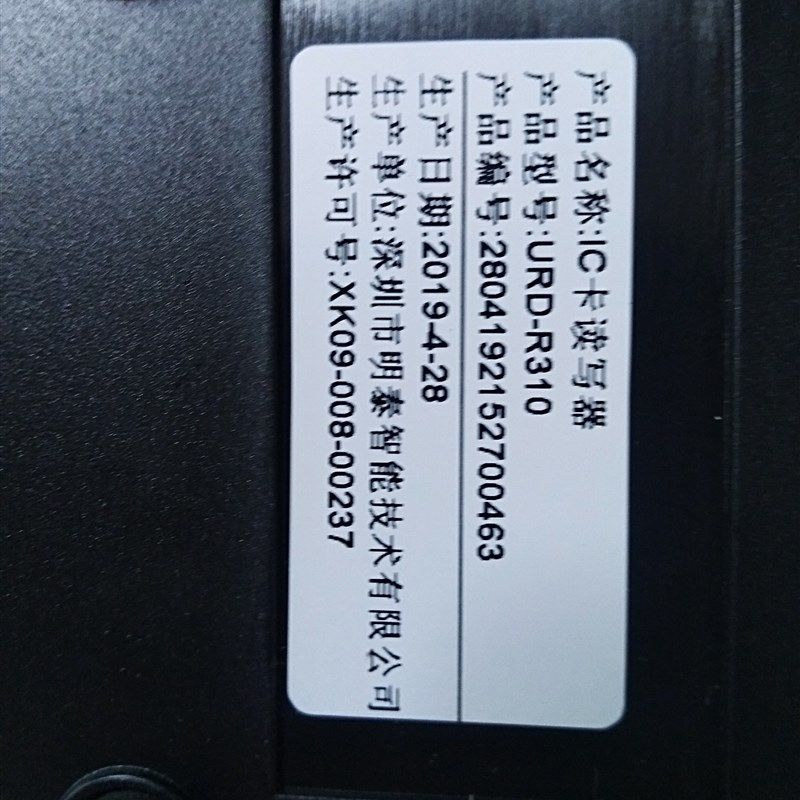 产品名称:IC卡读写器
产品型号:URD-R310
产品编号:2804192152700463
生产日期:2019-4-28
生产单位:深圳市明泰智能技术有限公司
生产许可号:XK09-008-00237